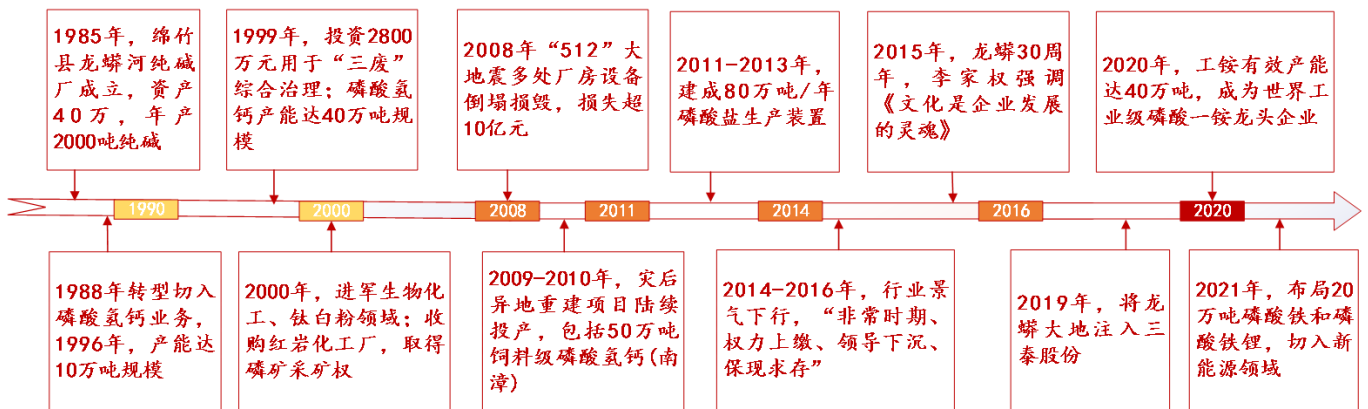 1985年，绵竹
县龙蟒河纯碱
厂成立，资产
40万，年产
2000吨纯碱
1999年，投资2800
万元用于“三废”
综合治理；磷酸氢
钙产能达40万吨规
模
2008年“512”大
地震多处厂房设备
倒塌损毁，损失超
10亿元
2011-2013年，
建成80万吨/年
磷酸盐生产装置
2015年，龙蟒30周
年，李家权强调
《文化是企业发展
的灵魂》
2020年，工铵有效产能
达40万吨，成为世界工
业级磷酸一铵龙头企业
1990
2000
2008
2011
2014
2016
2020
1988年转型切入
磷酸氢钙业务，
1996年，产能达
10万吨规模
2000年，进军生物化
工、钛白粉领域；收
购红岩化工厂，取得
磷矿采矿权
2009-2010年，灾后
异地重建项目陆续
投产，包括50万吨
饲料级磷酸氢钙(南
漳)
2014-2016年，行业景
气下行，“非常时期、
权力上缴、领导下沉、
保现求存”
2019年，将龙
蟒大地注入三
泰股份
2021年，布局20
万吨磷酸铁和磷
酸铁锂，切入新
能源领域